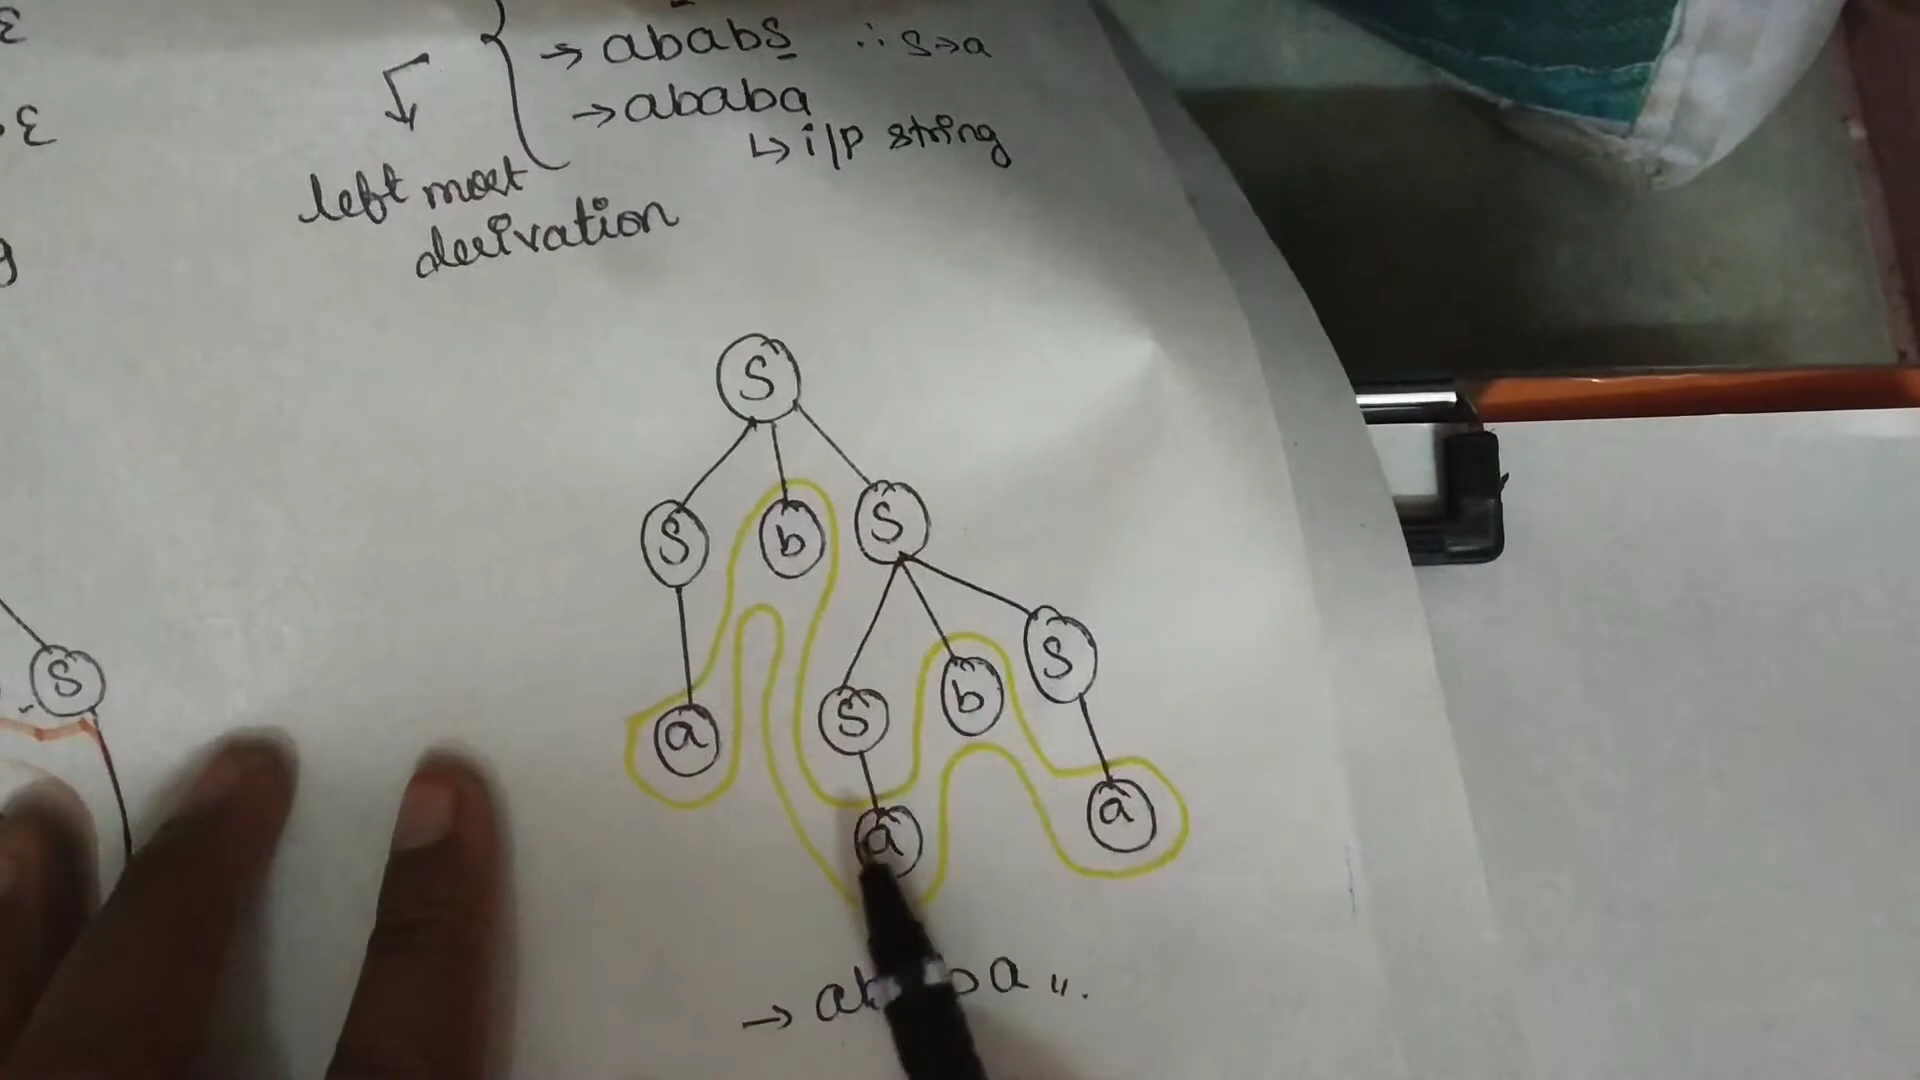 ε
→ ababs ∴ s→a
→ ababa
ε
↳ i/p string
left most
derivation
S
S b S
S
S
S b
a
a
a
→ a a ॥.